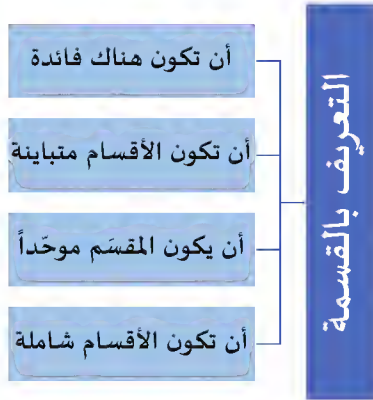 التعريف بالقسمة
أن تكون هناك فائدة
أن تكون الأقسام متباينة
أن يكون المقسَم موحّداً
أن تكون الأقسام شاملة